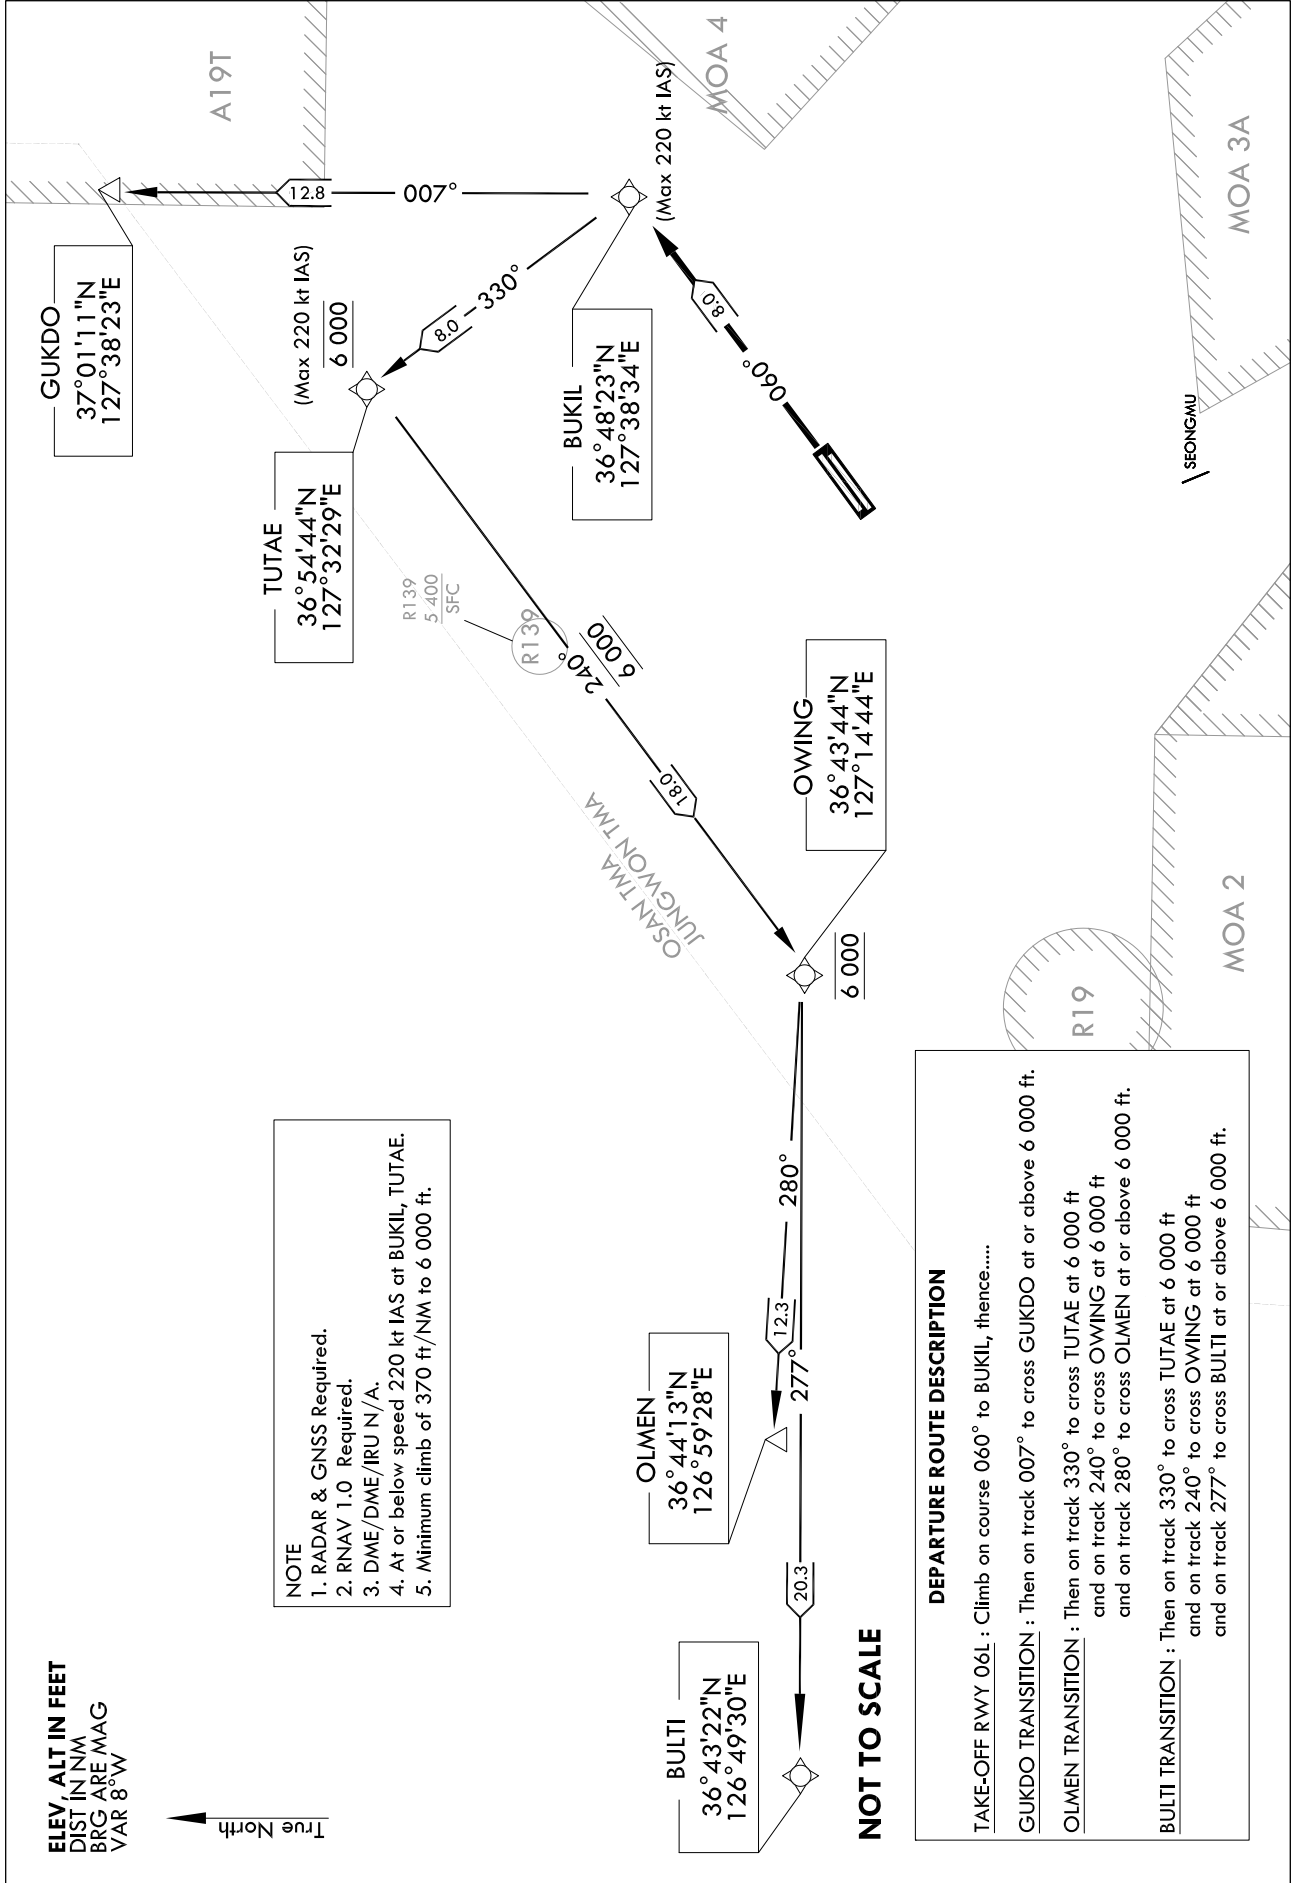 ELEV, ALT IN FEET
DIST IN NM
BRG ARE MAG
VAR 8°W
True North
NOTE
1. RADAR & GNSS Required.
2. RNAV 1.0 Required.
3. DME/DME/IRU N/A.
4. At or below speed 220 kt IAS at BUKIL, TUTAE.
5. Minimum climb of 370 ft/NM to 6 000 ft.
GUKDO
37°01'11"N
127°38'23"E
A19T
12.8
007°
(Max 220 kt IAS)
6 000
TUTAE
36°54'44"N
127°32'29"E
8.0
330°
R139
5 400
SFC
R139
BUKIL
36°48'23"N
127°38'34"E
(Max 220 kt IAS)
MOA 4
8.0
060°
240°
6 000
18.0
OSAN TMA
JUNGWON TMA
OWING
36°43'44"N
127°14'44"E
6 000
280°
12.3
277°
20.3
OLMEN
36°44'13"N
126°59'28"E
BULTI
36°43'22"N
126°49'30"E
SEONGMU
MOA 3A
MOA 2
R19
NOT TO SCALE
DEPARTURE ROUTE DESCRIPTION
TAKE-OFF RWY 06L : Climb on course 060° to BUKIL, thence.....
GUKDO TRANSITION : Then on track 007° to cross GUKDO at or above 6 000 ft.
OLMEN TRANSITION : Then on track 330° to cross TUTAE at 6 000 ft
and on track 240° to cross OWING at 6 000 ft
and on track 280° to cross OLMEN at or above 6 000 ft.
BULTI TRANSITION : Then on track 330° to cross TUTAE at 6 000 ft
and on track 240° to cross OWING at 6 000 ft
and on track 277° to cross BULTI at or above 6 000 ft.